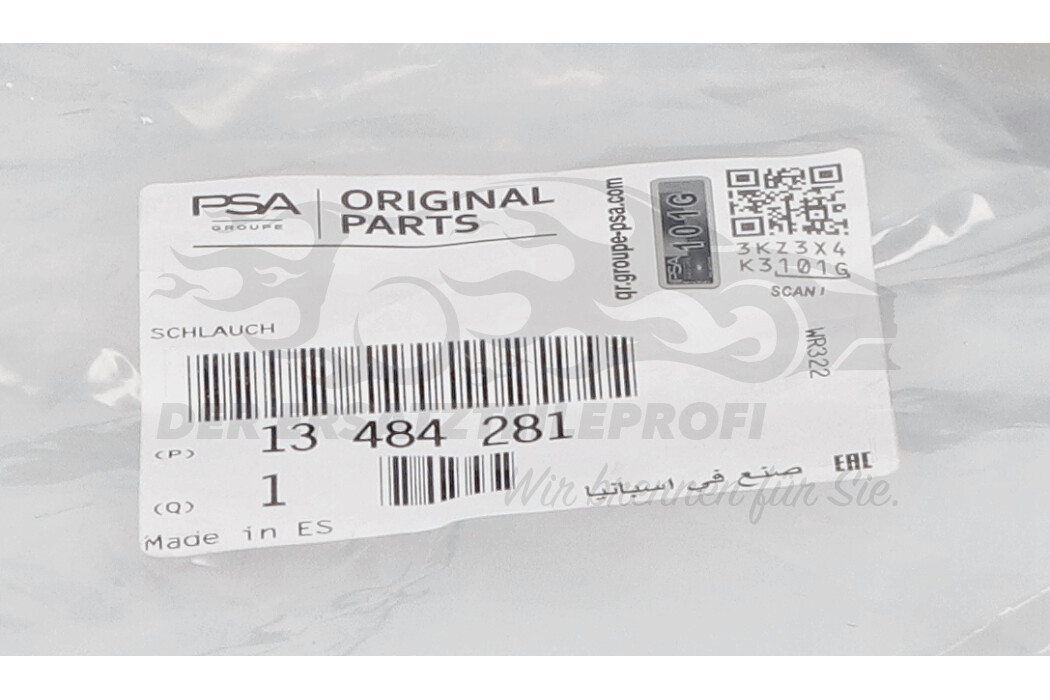 PSA
GROUPE
ORIGINAL
PARTS
qr.groupe-psa.com
PSA 101G
3KZ3X4
K3101G
SCAN !
SCHLAUCH
WR322
DER ERSATZTEILEPROFI
(P) 13 484 281
(Q) 1
صنع في اسبانيا
EAC
Wir brennen für Sie.
Made in ES